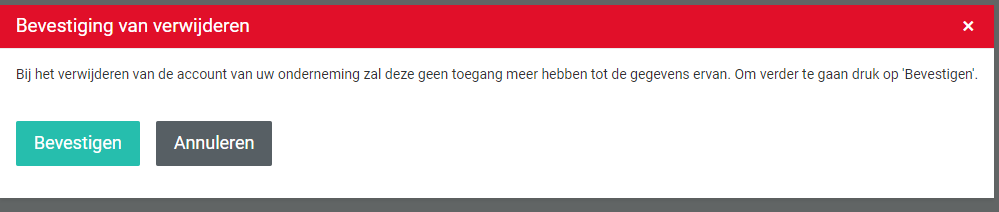 Bevestiging van verwijderen ×
Bij het verwijderen van de account van uw onderneming zal deze geen toegang meer hebben tot de gegevens ervan. Om verder te gaan druk op 'Bevestigen'.
Bevestigen Annuleren